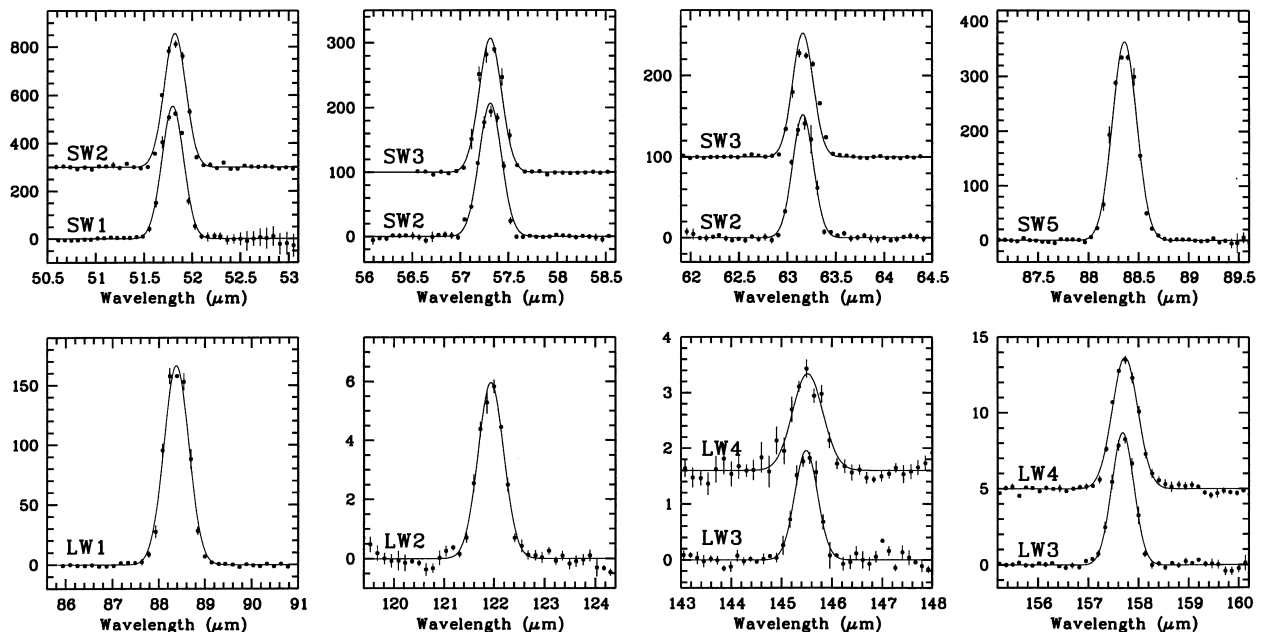 800
600
400
200
0
SW2
SW1
50.5 51 51.5 52 52.5 53
Wavelength (μm)
300
200
100
0
SW3
SW2
56 56.5 57 57.5 58 58.5
Wavelength (μm)
200
100
0
SW3
SW2
62 62.5 63 63.5 64 64.5
Wavelength (μm)
400
300
200
100
0
SW5
87.5 88 88.5 89 89.5
Wavelength (μm)
150
100
50
0
LW1
86 87 88 89 90 91
Wavelength (μm)
6
4
2
0
LW2
120 121 122 123 124
Wavelength (μm)
4
3
2
1
0
LW4
LW3
143 144 145 146 147 148
Wavelength (μm)
15
10
5
0
LW4
LW3
156 157 158 159 160
Wavelength (μm)